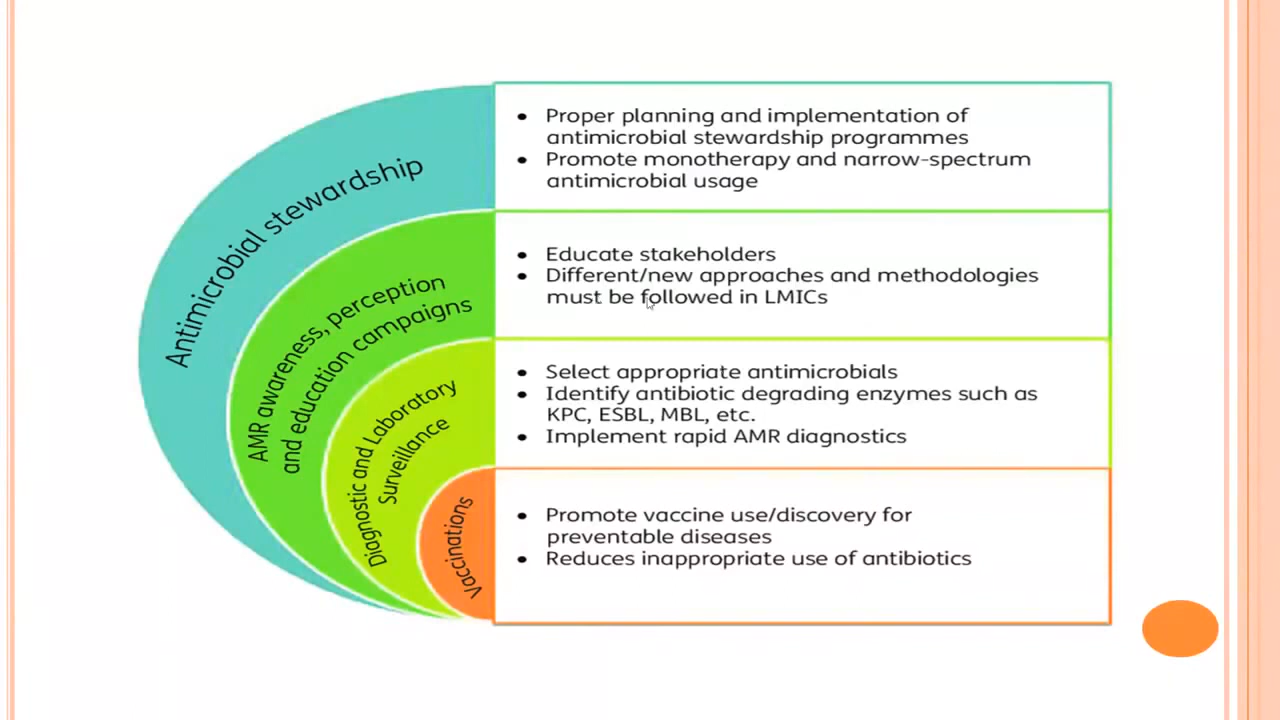 Antimicrobial stewardship
• Proper planning and implementation of
antimicrobial stewardship programmes
• Promote monotherapy and narrow-spectrum
antimicrobial usage
AMR awareness, perception
and education campaigns
• Educate stakeholders
• Different/new approaches and methodologies
must be followed in LMICs
Diagnostic and Laboratory
Surveillance
• Select appropriate antimicrobials
• Identify antibiotic degrading enzymes such as
KPC, ESBL, MBL, etc.
• Implement rapid AMR diagnostics
Vaccinations
• Promote vaccine use/discovery for
preventable diseases
• Reduces inappropriate use of antibiotics